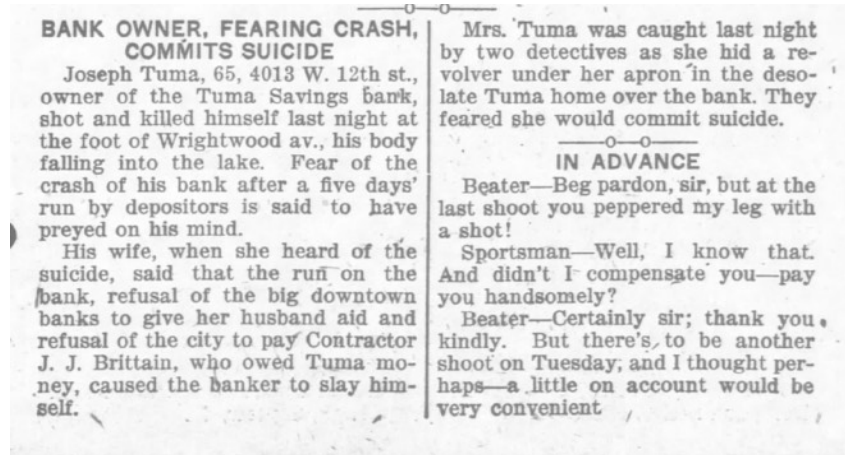 BANK OWNER, FEARING CRASH,
COMMITS SUICIDE
Joseph Tuma, 65, 4013 W. 12th st.,
owner of the Tuma Savings bank,
shot and killed himself last night at
the foot of Wrightwood av., his body
falling into the lake. Fear of the
crash of his bank after a five days'
run by depositors is said to have
preyed on his mind.
His wife, when she heard of the
suicide, said that the run on the
bank, refusal of the big downtown
banks to give her husband aid and
refusal of the city to pay Contractor
J. J. Brittain, who owed Tuma mo-
ney, caused the banker to slay him-
self.
Mrs. Tuma was caught last night
by two detectives as she hid a re-
volver under her apron in the deso-
late Tuma home over the bank. They
feared she would commit suicide.
—o—o—
IN ADVANCE
Beater—Beg pardon, sir, but at the
last shoot you peppered my leg with
a shot!
Sportsman—Well, I know that.
And didn't I compensate you—pay
you handsomely?
Beater—Certainly sir; thank you
kindly. But there's to be another
shoot on Tuesday, and I thought per-
haps—a little on account would be
very convenient